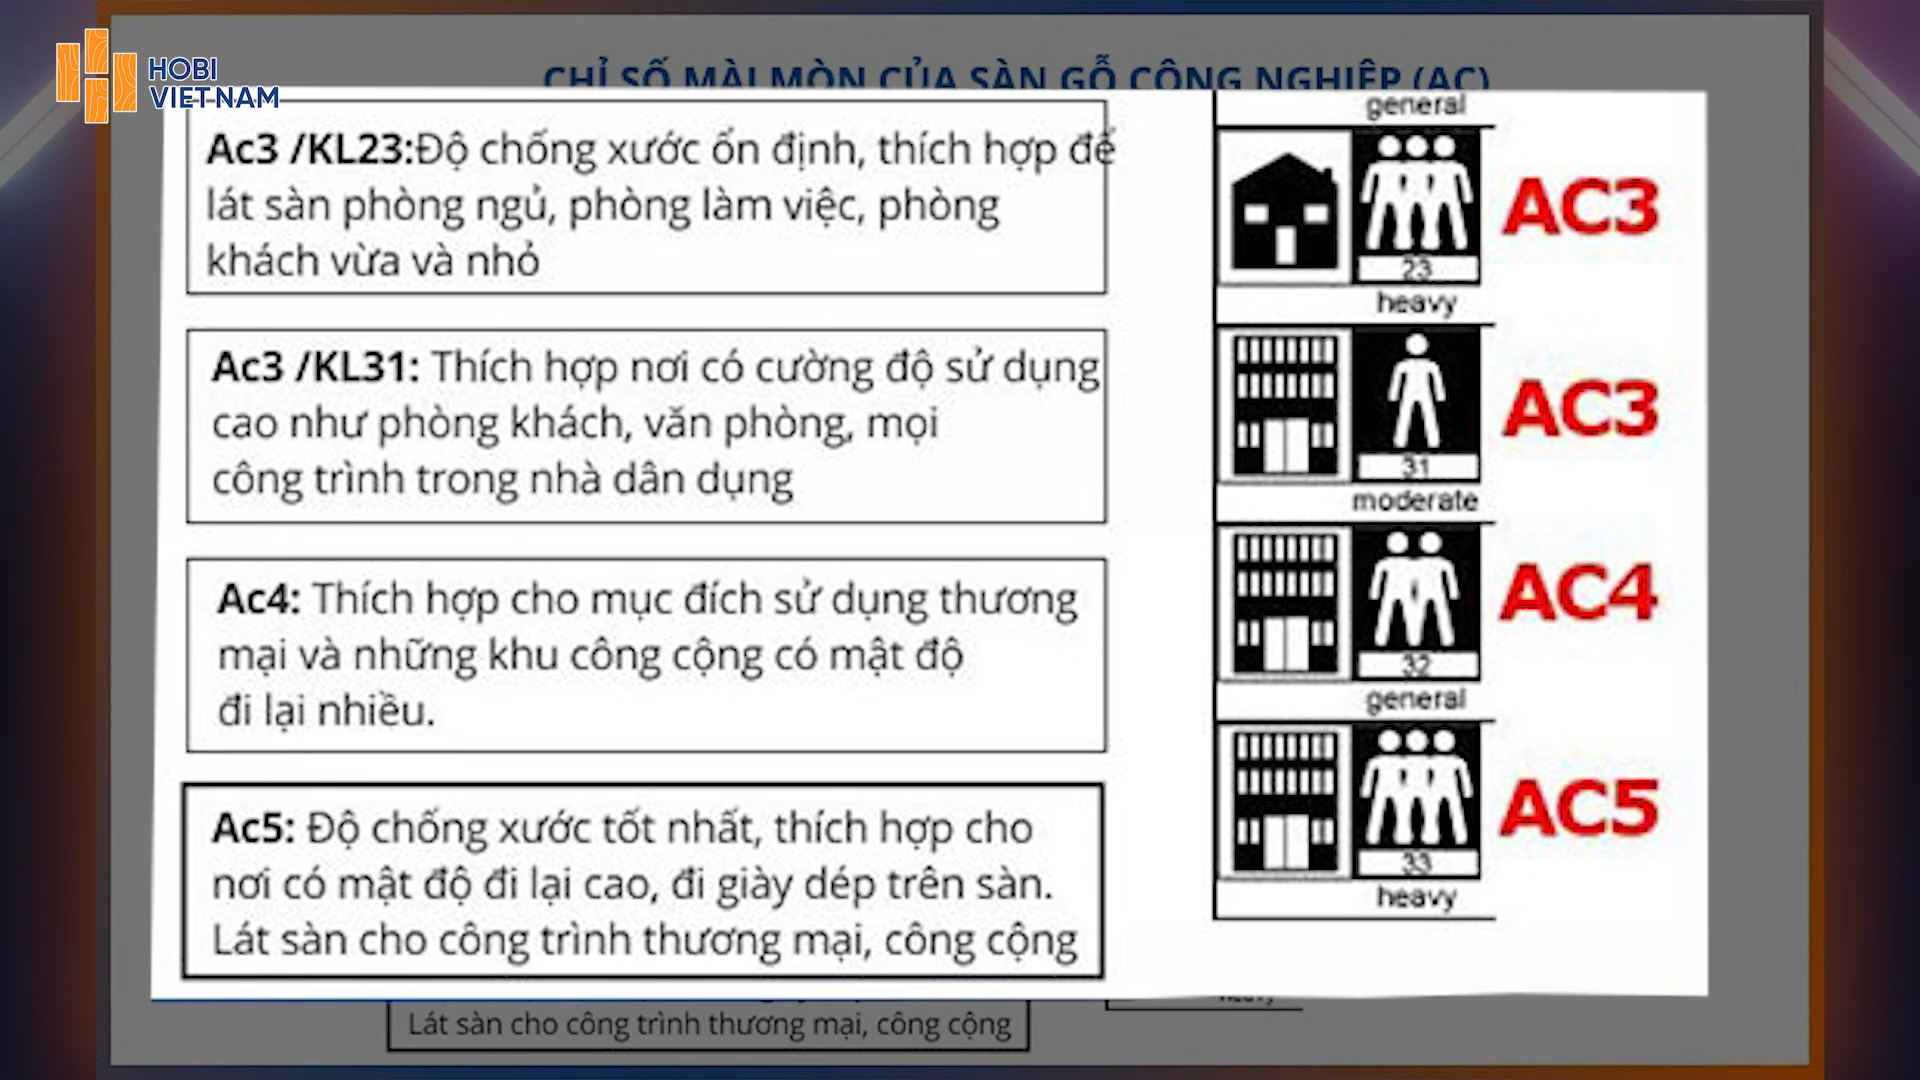 HOBI
VIETNAM
CHỈ SỐ MÀI MÒN CỦA SÀN GỖ CÔNG NGHIỆP (AC)
Ac3 /KL23:Độ chống xước ổn định, thích hợp để
lát sàn phòng ngủ, phòng làm việc, phòng
khách vừa và nhỏ
Ac3 /KL31: Thích hợp nơi có cường độ sử dụng
cao như phòng khách, văn phòng, mọi
công trình trong nhà dân dụng
Ac4: Thích hợp cho mục đích sử dụng thương
mại và những khu công cộng có mật độ
đi lại nhiều.
Ac5: Độ chống xước tốt nhất, thích hợp cho
nơi có mật độ đi lại cao, đi giày dép trên sàn.
Lát sàn cho công trình thương mại, công cộng
general
AC3
23
heavy
AC3
31
moderate
AC4
32
general
AC5
33
heavy
Lát sàn cho công trình thương mại, công cộng